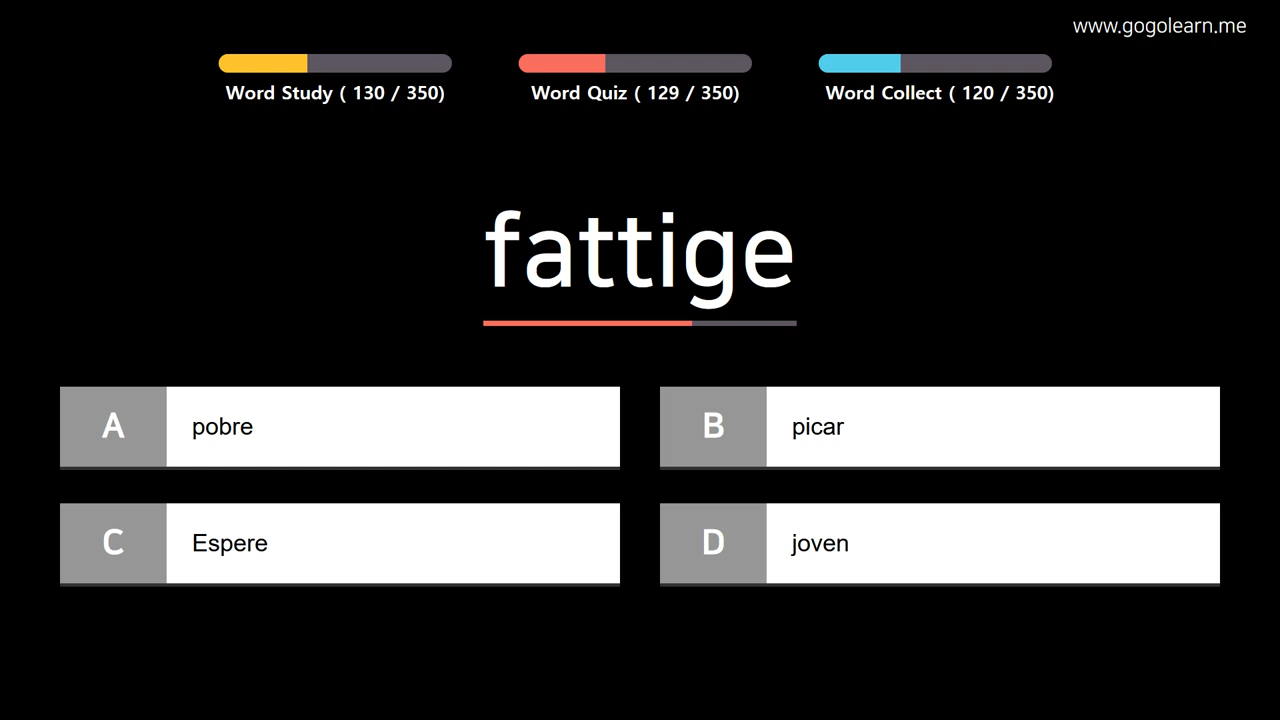 www.gogolearn.me
Word Study ( 130 / 350)
Word Quiz ( 129 / 350)
Word Collect ( 120 / 350)
fattige
A pobre
B picar
C Espere
D joven